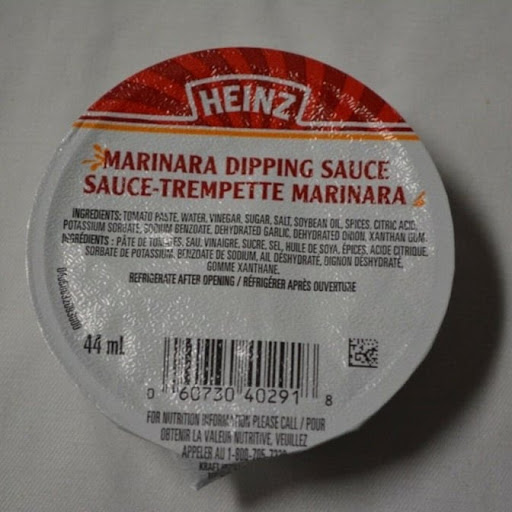 HEINZ
MARINARA DIPPING SAUCE
SAUCE-TREMPETTE MARINARA
INGREDIENTS: TOMATO PASTE, WATER, VINEGAR, SUGAR, SALT, SOYBEAN OIL, SPICES, CITRIC ACID,
POTASSIUM SORBATE, SODIUM BENZOATE, DEHYDRATED GARLIC, DEHYDRATED ONION, XANTHAN GUM.
INGRÉDIENTS : PÂTE DE TOMATES, EAU, VINAIGRE, SUCRE, SEL, HUILE DE SOYA, ÉPICES, ACIDE CITRIQUE,
SORBATE DE POTASSIUM, BENZOATE DE SODIUM, AIL DÉSHYDRATÉ, OIGNON DÉSHYDRATÉ,
GOMME XANTHANE.
REFRIGERATE AFTER OPENING / RÉFRIGÉRER APRÈS OUVERTURE
44 mL
0 60730 40291 8
FOR NUTRITION INFORMATION PLEASE CALL / POUR
OBTENIR LA VALEUR NUTRITIVE, VEUILLEZ
APPELER AU
KRAFT